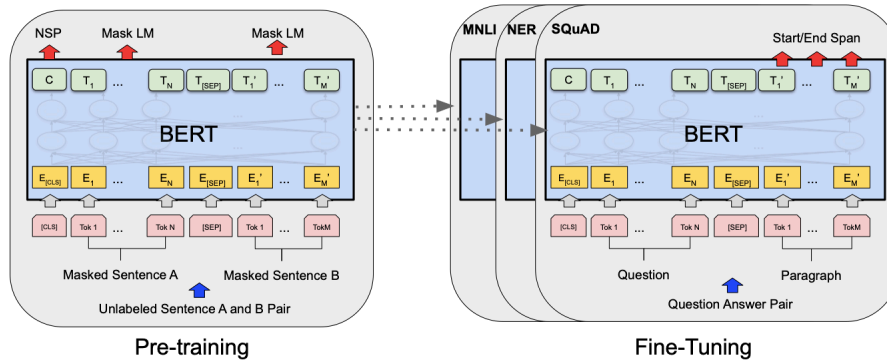 NSP Mask LM Mask LM
C T1 ... TN T[SEP] T1' ... TM'
BERT
E[CLS] E1 ... EN E[SEP] E1' ... EM'
[CLS] Tok 1 ... Tok N [SEP] Tok 1 ... TokM
Masked Sentence A Masked Sentence B
Unlabeled Sentence A and B Pair
Pre-training
MNLI NER SQuAD
Start/End Span
C T1 ... TN T[SEP] T1' ... TM'
BERT
E[CLS] E1 ... EN E[SEP] E1' ... EM'
[CLS] Tok 1 ... Tok N [SEP] Tok 1 ... TokM
Question Paragraph
Question Answer Pair
Fine-Tuning